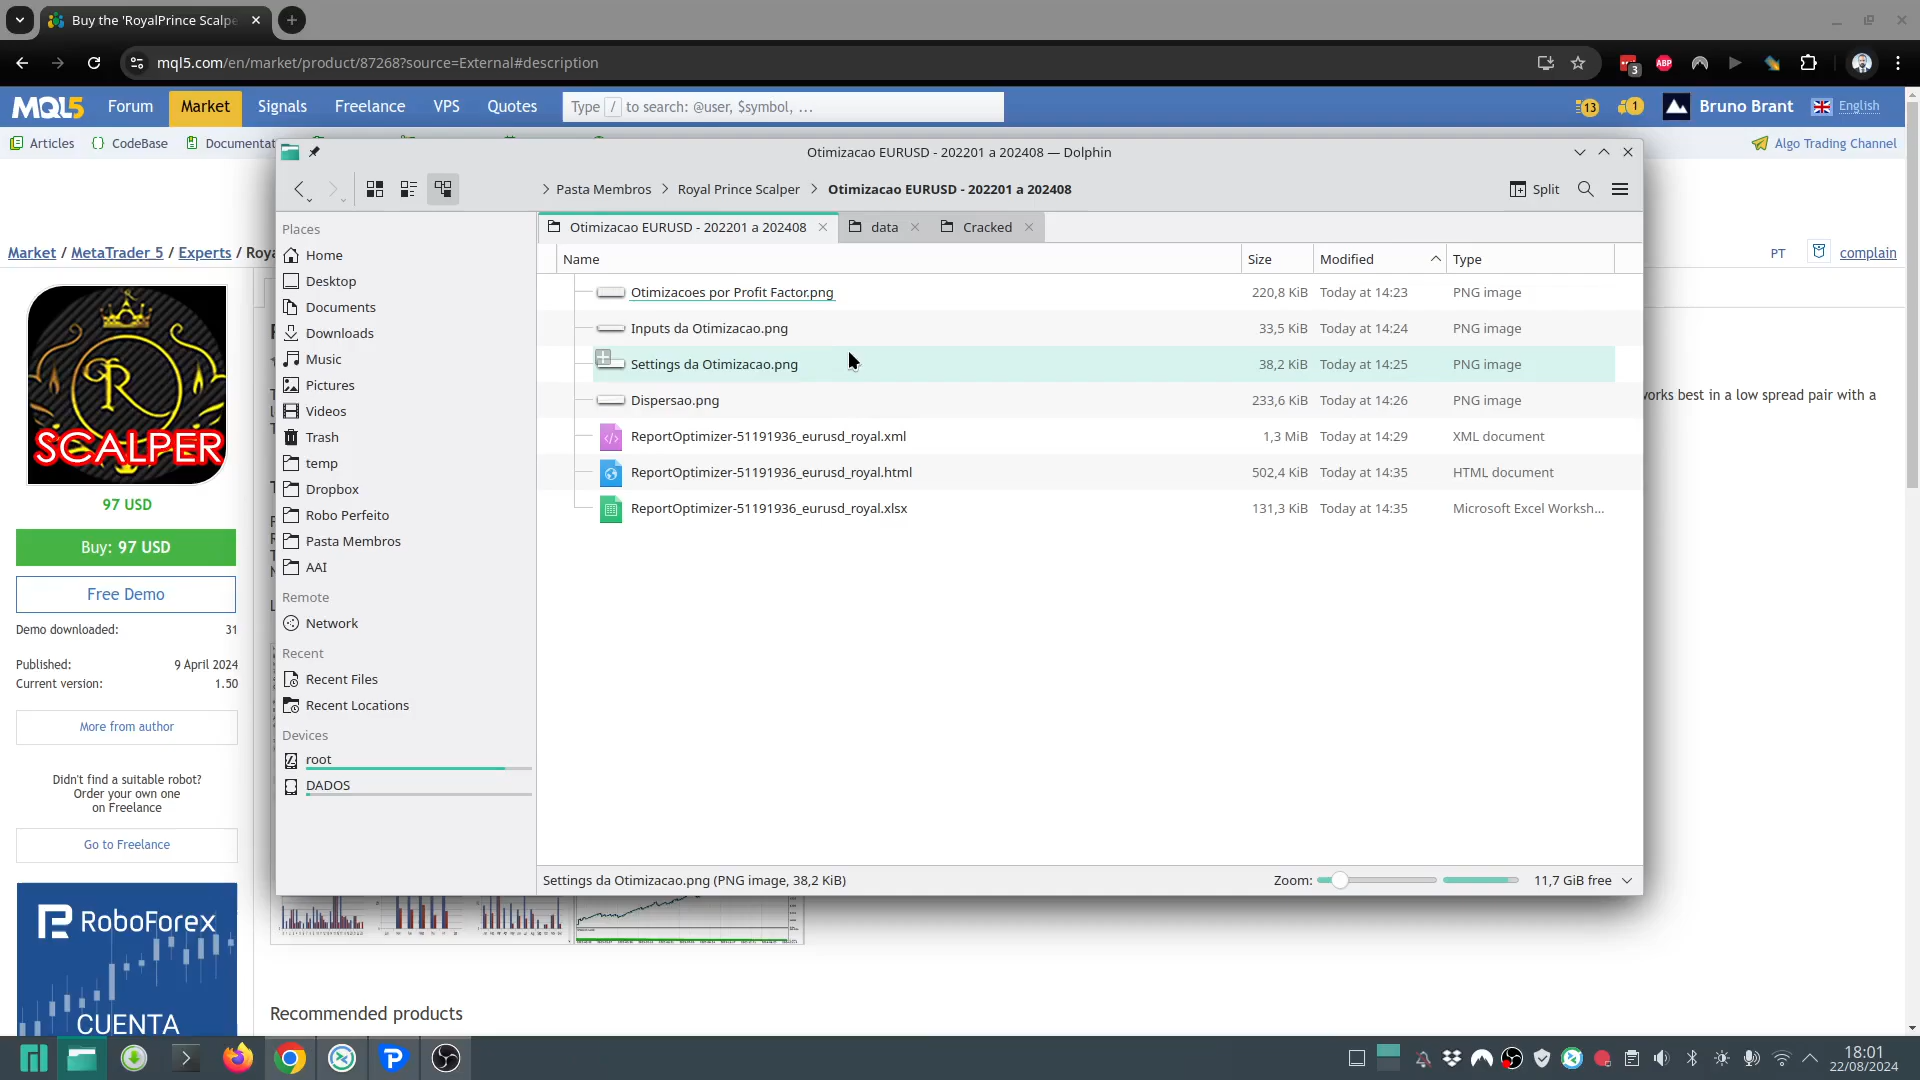 Buy the 'RoyalPrince Scalpe
mql5.com/en/market/product/87268?source=External#description
3
ABP
MQL5
Forum
Market
Signals
Freelance
VPS
Quotes
Type / to search: @user, $symbol, ...
13
1
Bruno Brant
English
Articles
CodeBase
Documentat
Algo Trading Channel
Market / MetaTrader 5 / Experts / Roya
PT
complain
R
SCALPER
97 USD
Buy: 97 USD
Free Demo
Demo downloaded: 31
Published: 9 April 2024
Current version: 1.50
More from author
Didn't find a suitable robot?
Order your own one
on Freelance
Go to Freelance
RoboForex
CUENTA
Otimizacao EURUSD - 202201 a 202408 — Dolphin
Pasta Membros > Royal Prince Scalper > Otimizacao EURUSD - 202201 a 202408
Split
Places
Home
Desktop
Documents
Downloads
Music
Pictures
Videos
Trash
temp
Dropbox
Robo Perfeito
Pasta Membros
AAI
Remote
Network
Recent
Recent Files
Recent Locations
Devices
root
DADOS
Otimizacao EURUSD - 202201 a 202408
data
Cracked
Name Size Modified Type
Otimizacoes por Profit Factor.png 220,8 KiB Today at 14:23 PNG image
Inputs da Otimizacao.png 33,5 KiB Today at 14:24 PNG image
Settings da Otimizacao.png 38,2 KiB Today at 14:25 PNG image
Dispersao.png 233,6 KiB Today at 14:26 PNG image
ReportOptimizer-51191936_eurusd_royal.xml 1,3 MiB Today at 14:29 XML document
ReportOptimizer-51191936_eurusd_royal.html 502,4 KiB Today at 14:35 HTML document
ReportOptimizer-51191936_eurusd_royal.xlsx 131,3 KiB Today at 14:35 Microsoft Excel Worksh...
Settings da Otimizacao.png (PNG image, 38,2 KiB)
Zoom:
11,7 GiB free
works best in a low spread pair with a
Recommended products
18:01
22/08/2024